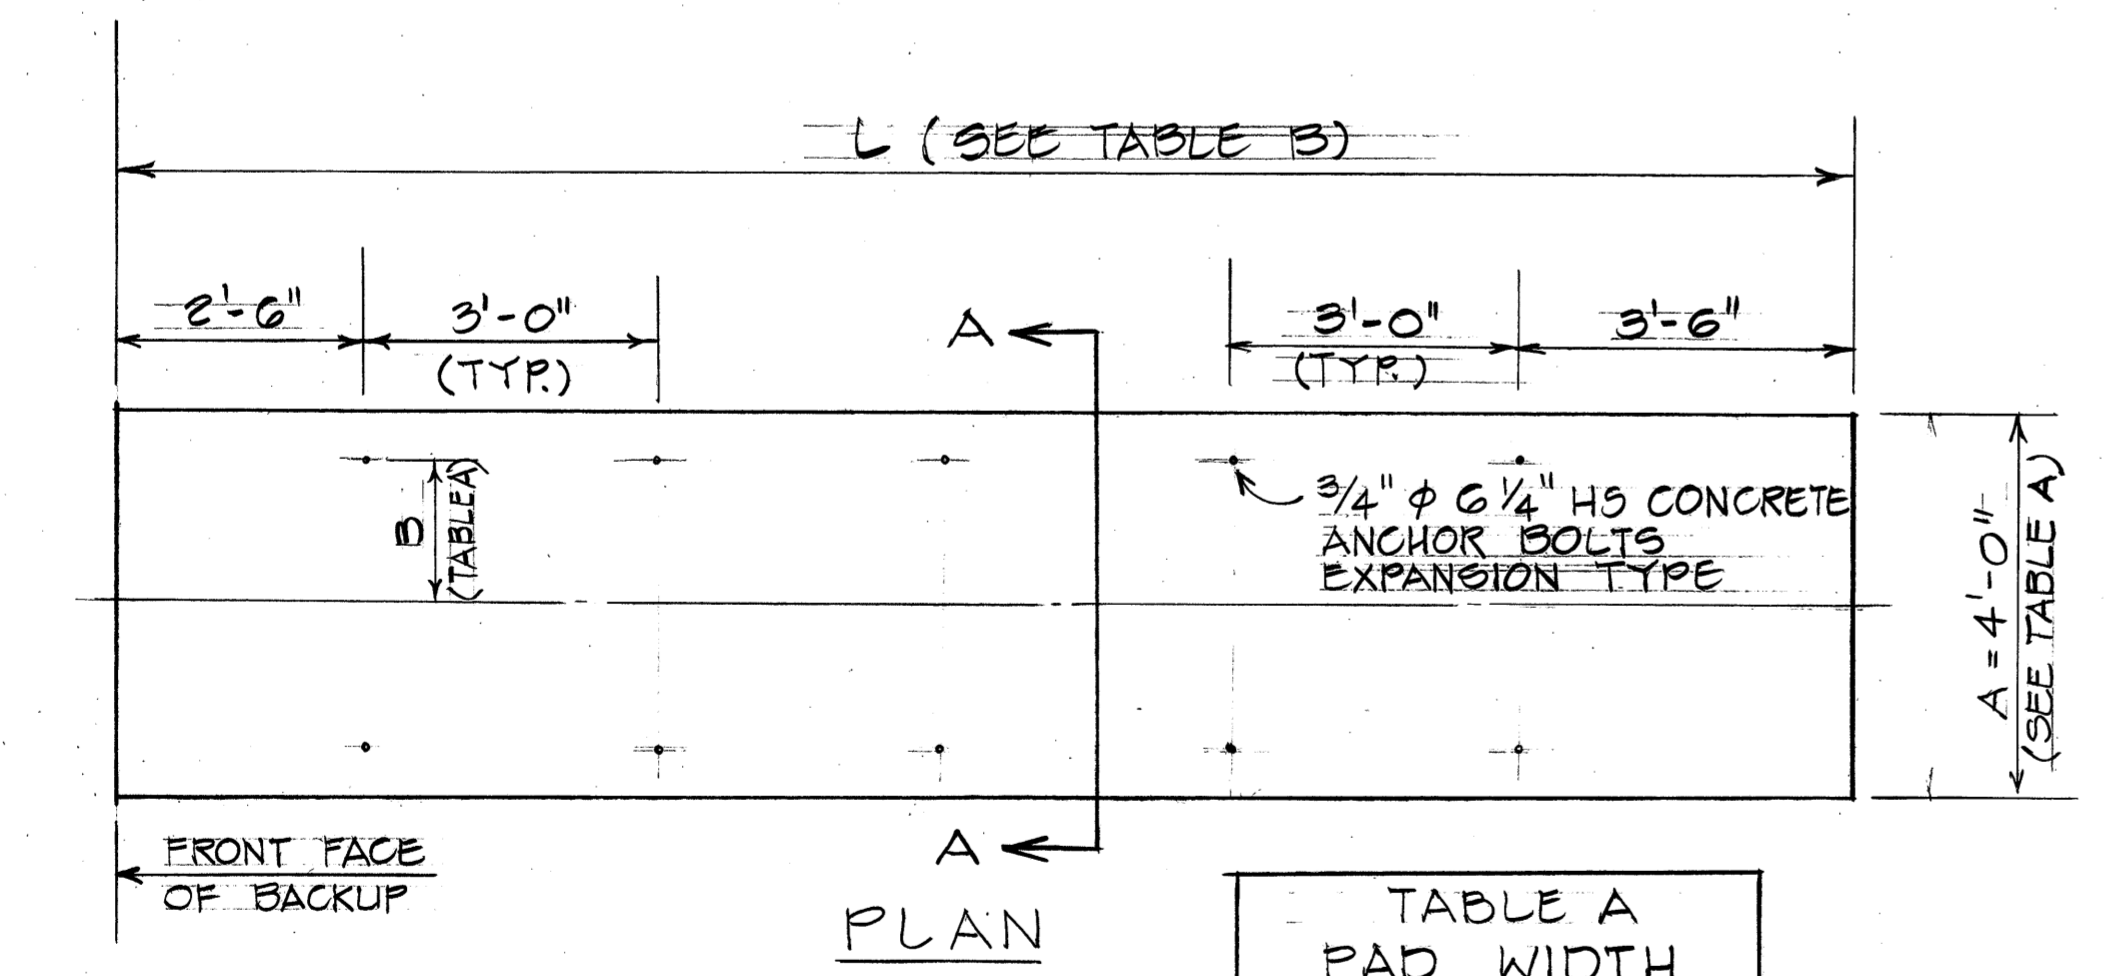 L (SEE TABLE B)
2'-6"
3'-0"
(TYP.)
A
3'-0"
(TYP.)
3'-6"
B
(TABLE A)
3/4" ϕ 6 1/4" HS CONCRETE
ANCHOR BOLTS
EXPANSION TYPE
A = 4'-0"
(SEE TABLE A)
FRONT FACE
OF BACKUP
A
PLAN
TABLE A
PAD WIDTH